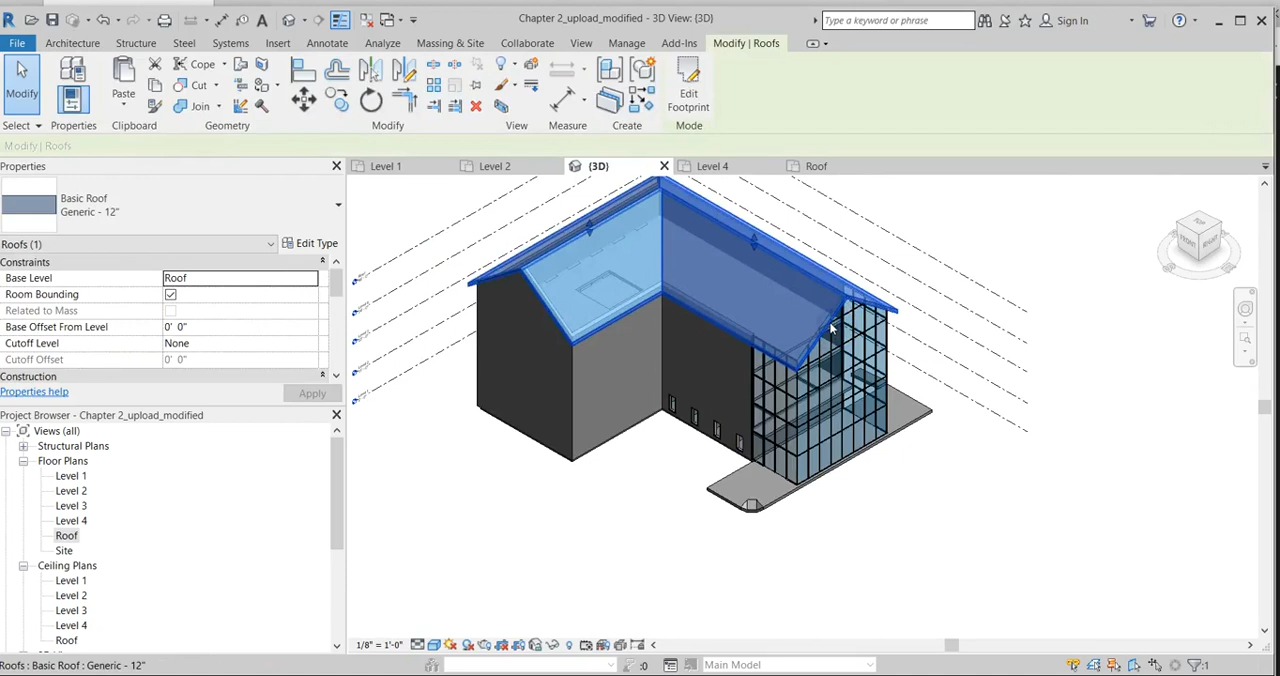 Chapter 2_upload_modified - 3D View: {3D}
Type a keyword or phrase
Sign In
File Architecture Structure Steel Systems Insert Annotate Analyze Massing & Site Collaborate View Manage Add-Ins Modify | Roofs
Modify
Paste
Cope
Cut
Join
Edit
Footprint
Select Properties Clipboard Geometry Modify View Measure Create Mode
Modify | Roofs
Properties
Level 1 Level 2 {3D} Level 4 Roof
Basic Roof
Generic - 12"
Roofs (1) Edit Type
Constraints
Base Level Roof
Room Bounding
Related to Mass
Base Offset From Level 0' 0"
Cutoff Level None
Cutoff Offset 0' 0"
Construction
Properties help Apply
Project Browser - Chapter 2_upload_modified
Views (all)
Structural Plans
Floor Plans
Level 1
Level 2
Level 3
Level 4
Roof
Site
Ceiling Plans
Level 1
Level 2
Level 3
Level 4
Roof
TOP
FRONT
RIGHT
1/8" = 1'-0"
Roofs : Basic Roof : Generic - 12" :0 Main Model :1